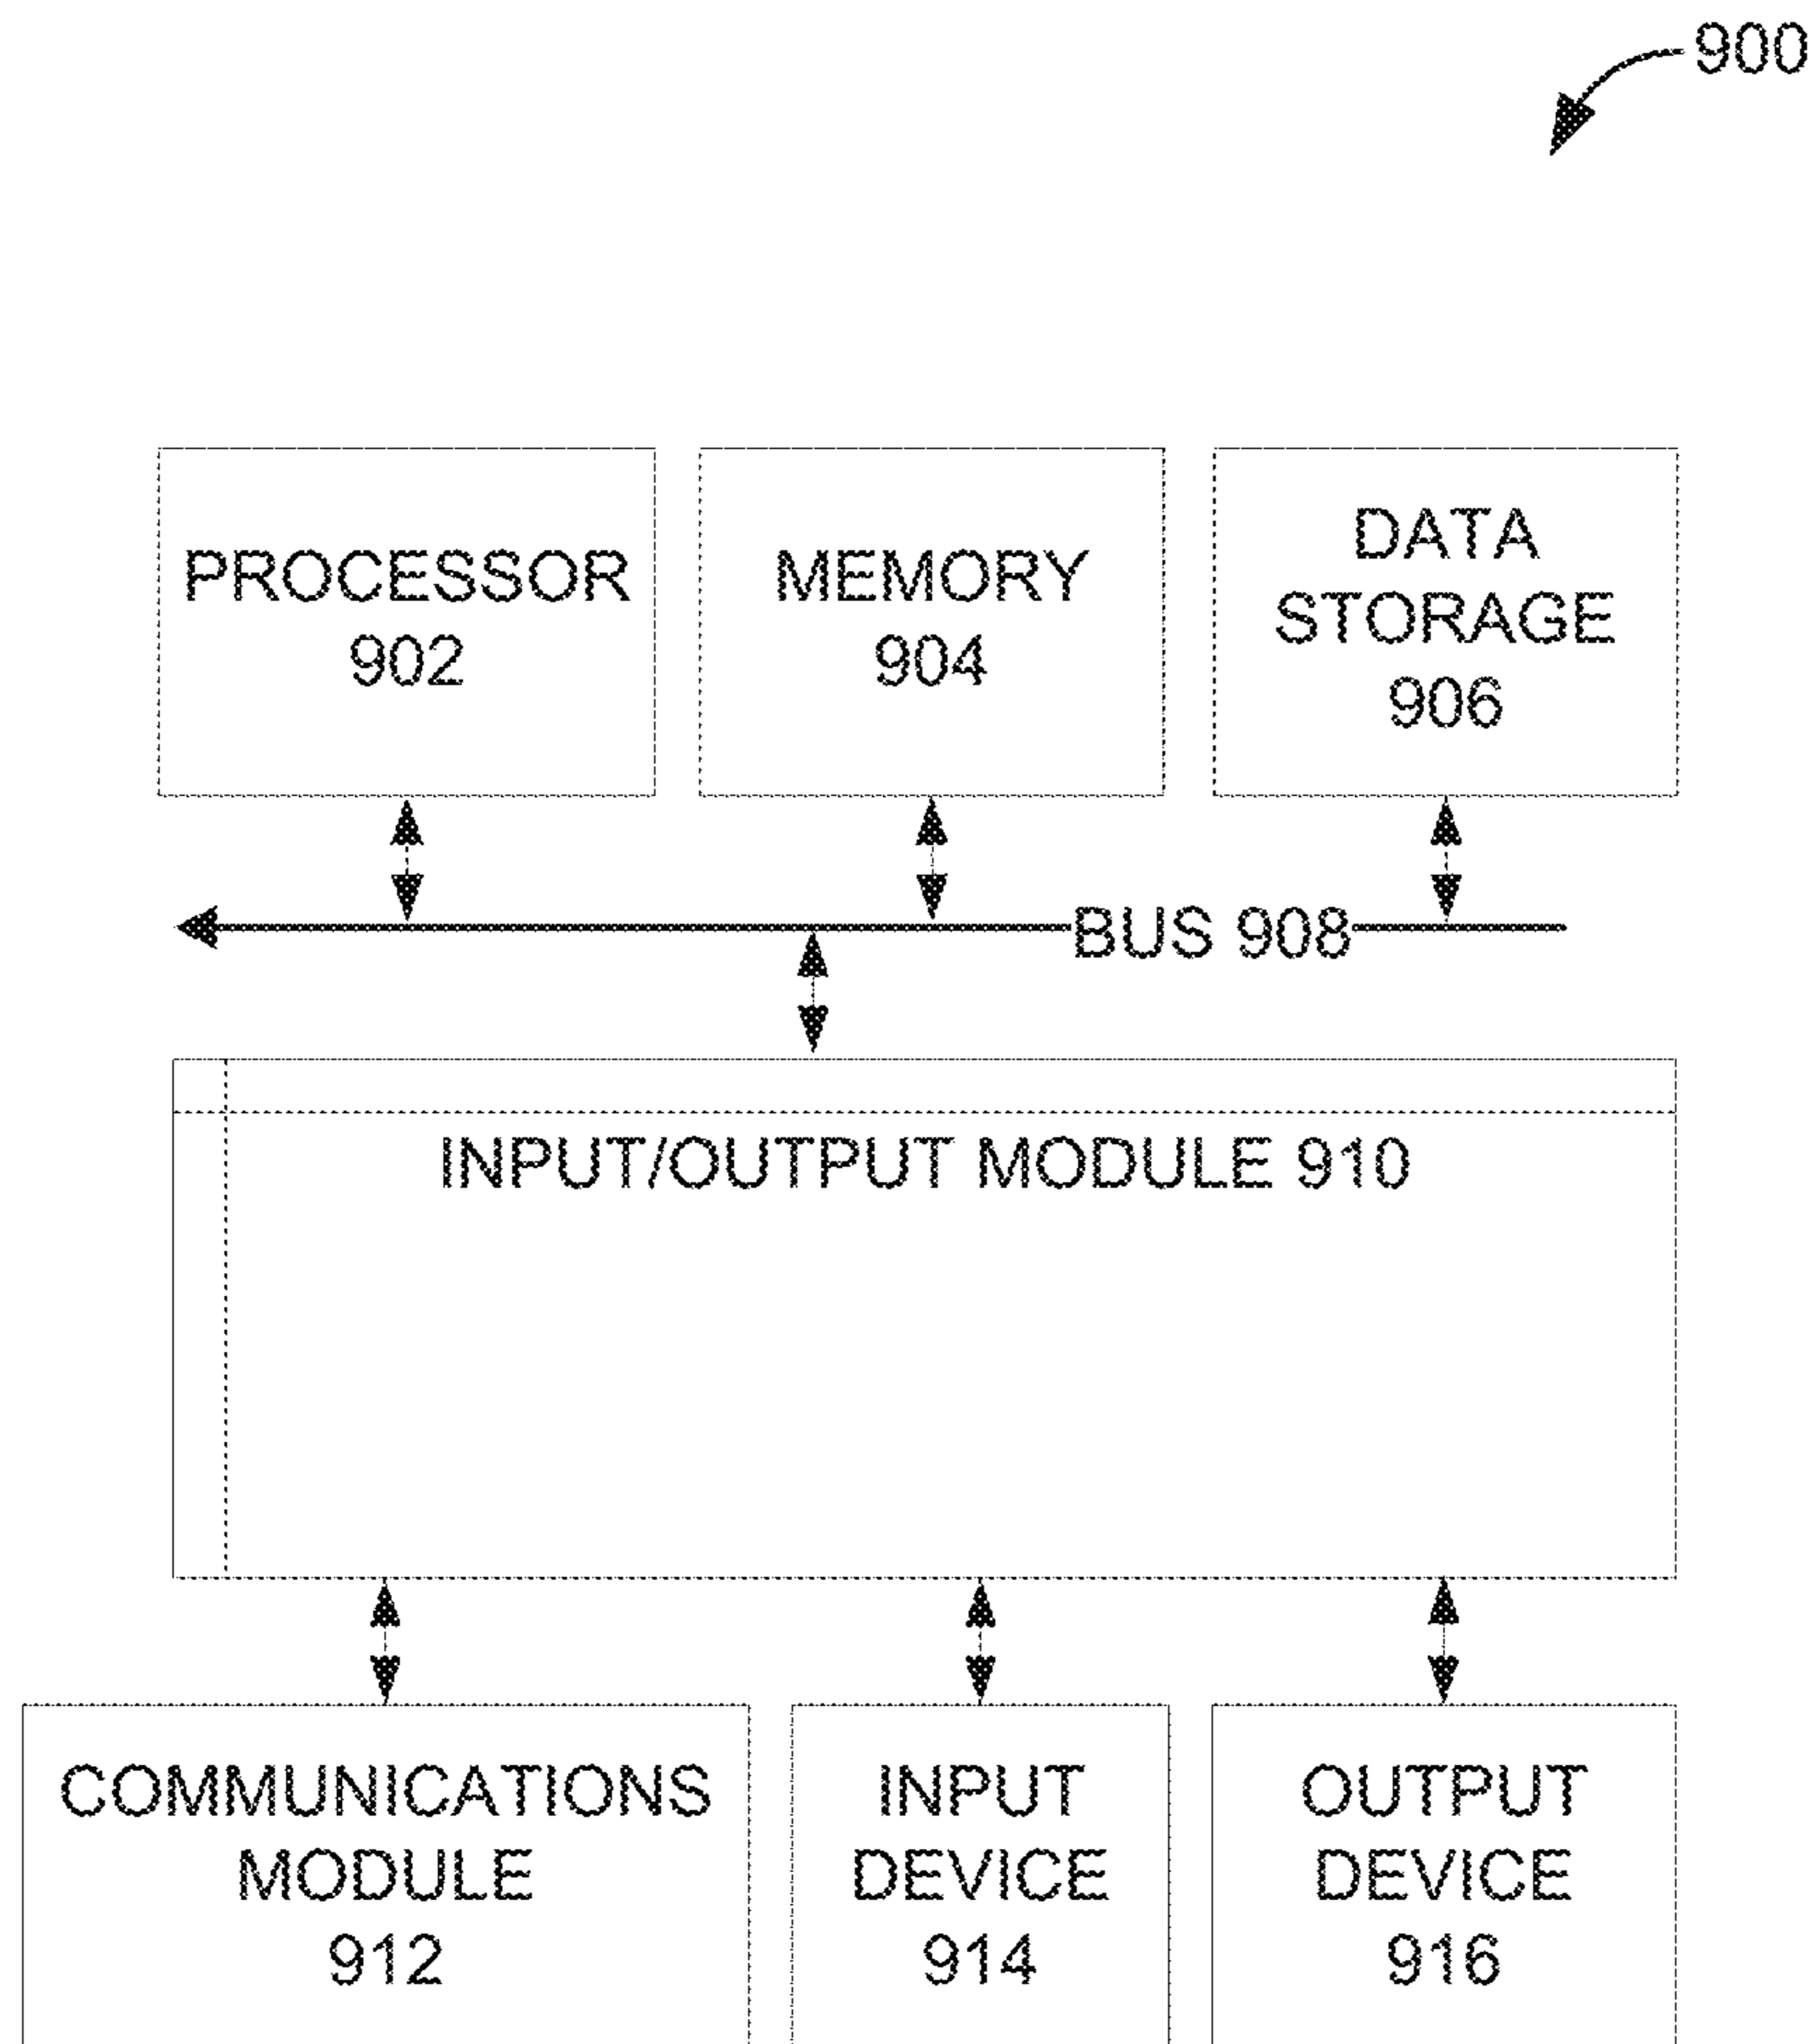 900
PROCESSOR
902
MEMORY
904
DATA
STORAGE
906
BUS 908
INPUT/OUTPUT MODULE 910
COMMUNICATIONS
MODULE
912
INPUT
DEVICE
914
OUTPUT
DEVICE
916